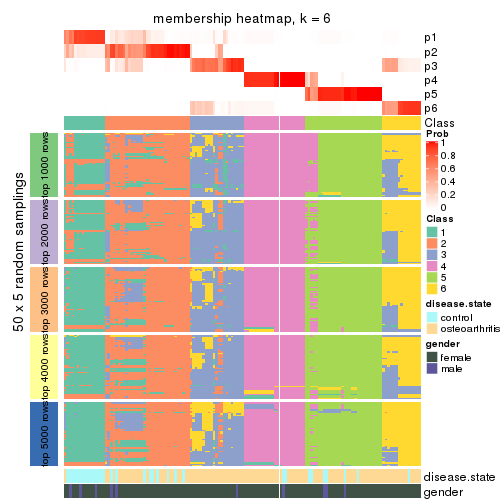 membership heatmap, k = 6
p1
p2
p3
p4
p5
p6
Class
50 x 5 random samplings
top 1000 rows
top 2000 rows
top 3000 rows
top 4000 rows
top 5000 rows
Prob
1
0.8
0.6
0.4
0.2
0
Class
1
2
3
4
5
6
disease.state
control
osteoarthritis
gender
female
male
disease.state
gender